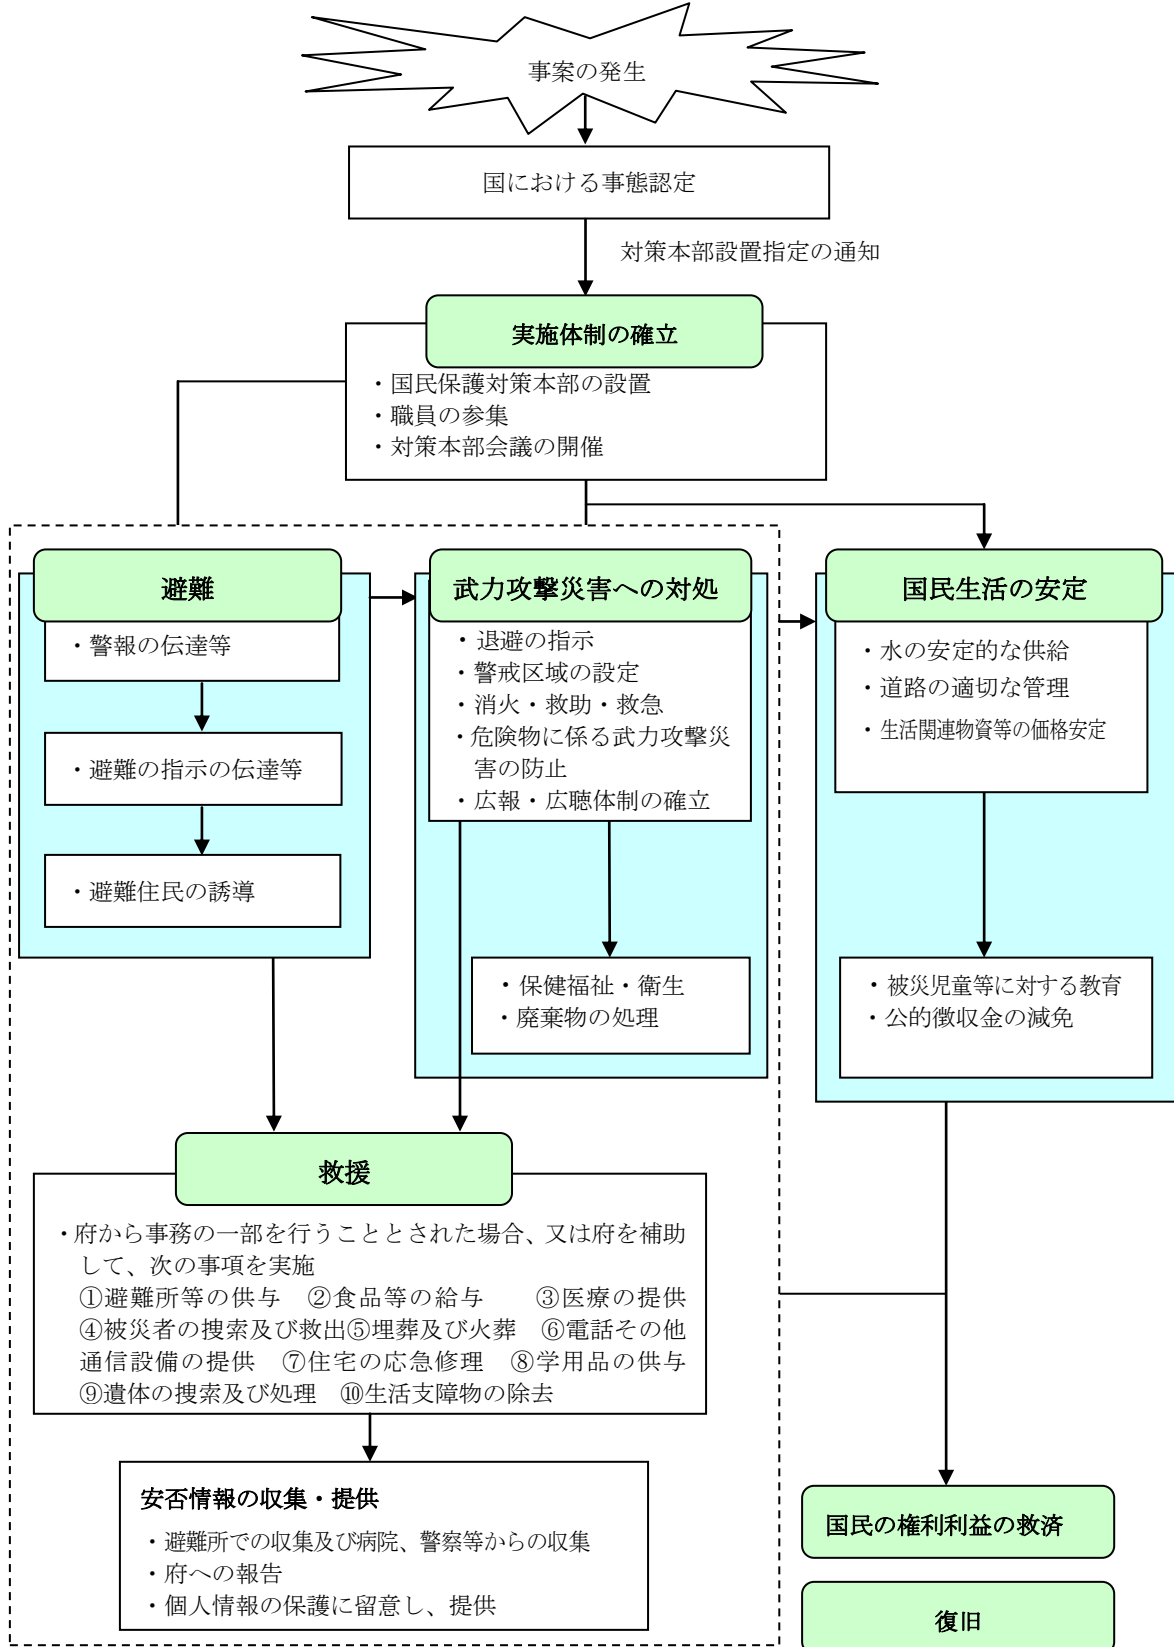 事案の発生
国における事態認定
対策本部設置指定の通知
実施体制の確立
・国民保護対策本部の設置
・職員の参集
・対策本部会議の開催
避難
・警報の伝達等
・避難の指示の伝達等
・避難住民の誘導
武力攻撃災害への対処
・退避の指示
・警戒区域の設定
・消火・救助・救急
・危険物に係る武力攻撃災
害の防止
・広報・広聴体制の確立
・保健福祉・衛生
・廃棄物の処理
国民生活の安定
・水の安定的な供給
・道路の適切な管理
・生活関連物資等の価格安定
・被災児童等に対する教育
・公的徴収金の減免
救援
・府から事務の一部を行うこととされた場合、又は府を補助
して、次の事項を実施
①避難所等の供与　②食品等の給与　　③医療の提供
④被災者の捜索及び救出⑤埋葬及び火葬　⑥電話その他
通信設備の提供　⑦住宅の応急修理　⑧学用品の供与
⑨遺体の捜索及び処理　⑩生活支障物の除去
安否情報の収集・提供
・避難所での収集及び病院、警察等からの収集
・府への報告
・個人情報の保護に留意し、提供
国民の権利利益の救済
復旧